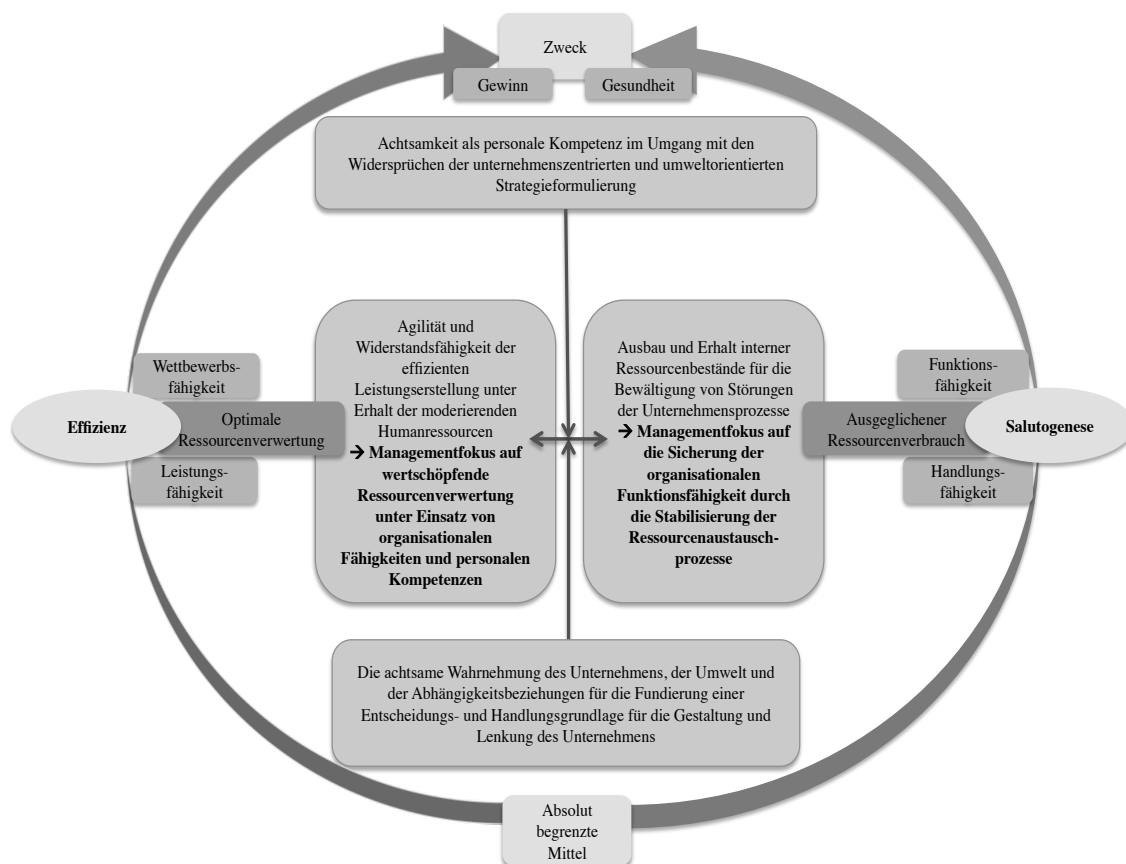 Zweck
Gewinn
Gesundheit
Achtsamkeit als personale Kompetenz im Umgang mit den
Widersprüchen der unternehmenszentrierten und umweltorientierten
Strategieformulierung
Effizienz
Wettbewerbs-
fähigkeit
Optimale
Ressourcenverwertung
Leistungs-
fähigkeit
Agilität und
Widerstandsfähigkeit der
effizienten
Leistungserstellung unter
Erhalt der moderierenden
Humanressourcen
→ Managementfokus auf
wertschöpfende
Ressourcenverwertung
unter Einsatz von
organisationalen
Fähigkeiten und personalen
Kompetenzen
Ausbau und Erhalt interner
Ressourcenbestände für die
Bewältigung von Störungen
der Unternehmensprozesse
→ Managementfokus auf
die Sicherung der
organisationalen
Funktionsfähigkeit durch
die Stabilisierung der
Ressourcenaustausch-
prozesse
Funktions-
fähigkeit
Ausgeglichener
Ressourcenverbrauch
Handlungs-
fähigkeit
Salutogenese
Die achtsame Wahrnehmung des Unternehmens, der Umwelt und
der Abhängigkeitsbeziehungen für die Fundierung einer
Entscheidungs- und Handlungsgrundlage für die Gestaltung und
Lenkung des Unternehmens
Absolut
begrenzte
Mittel